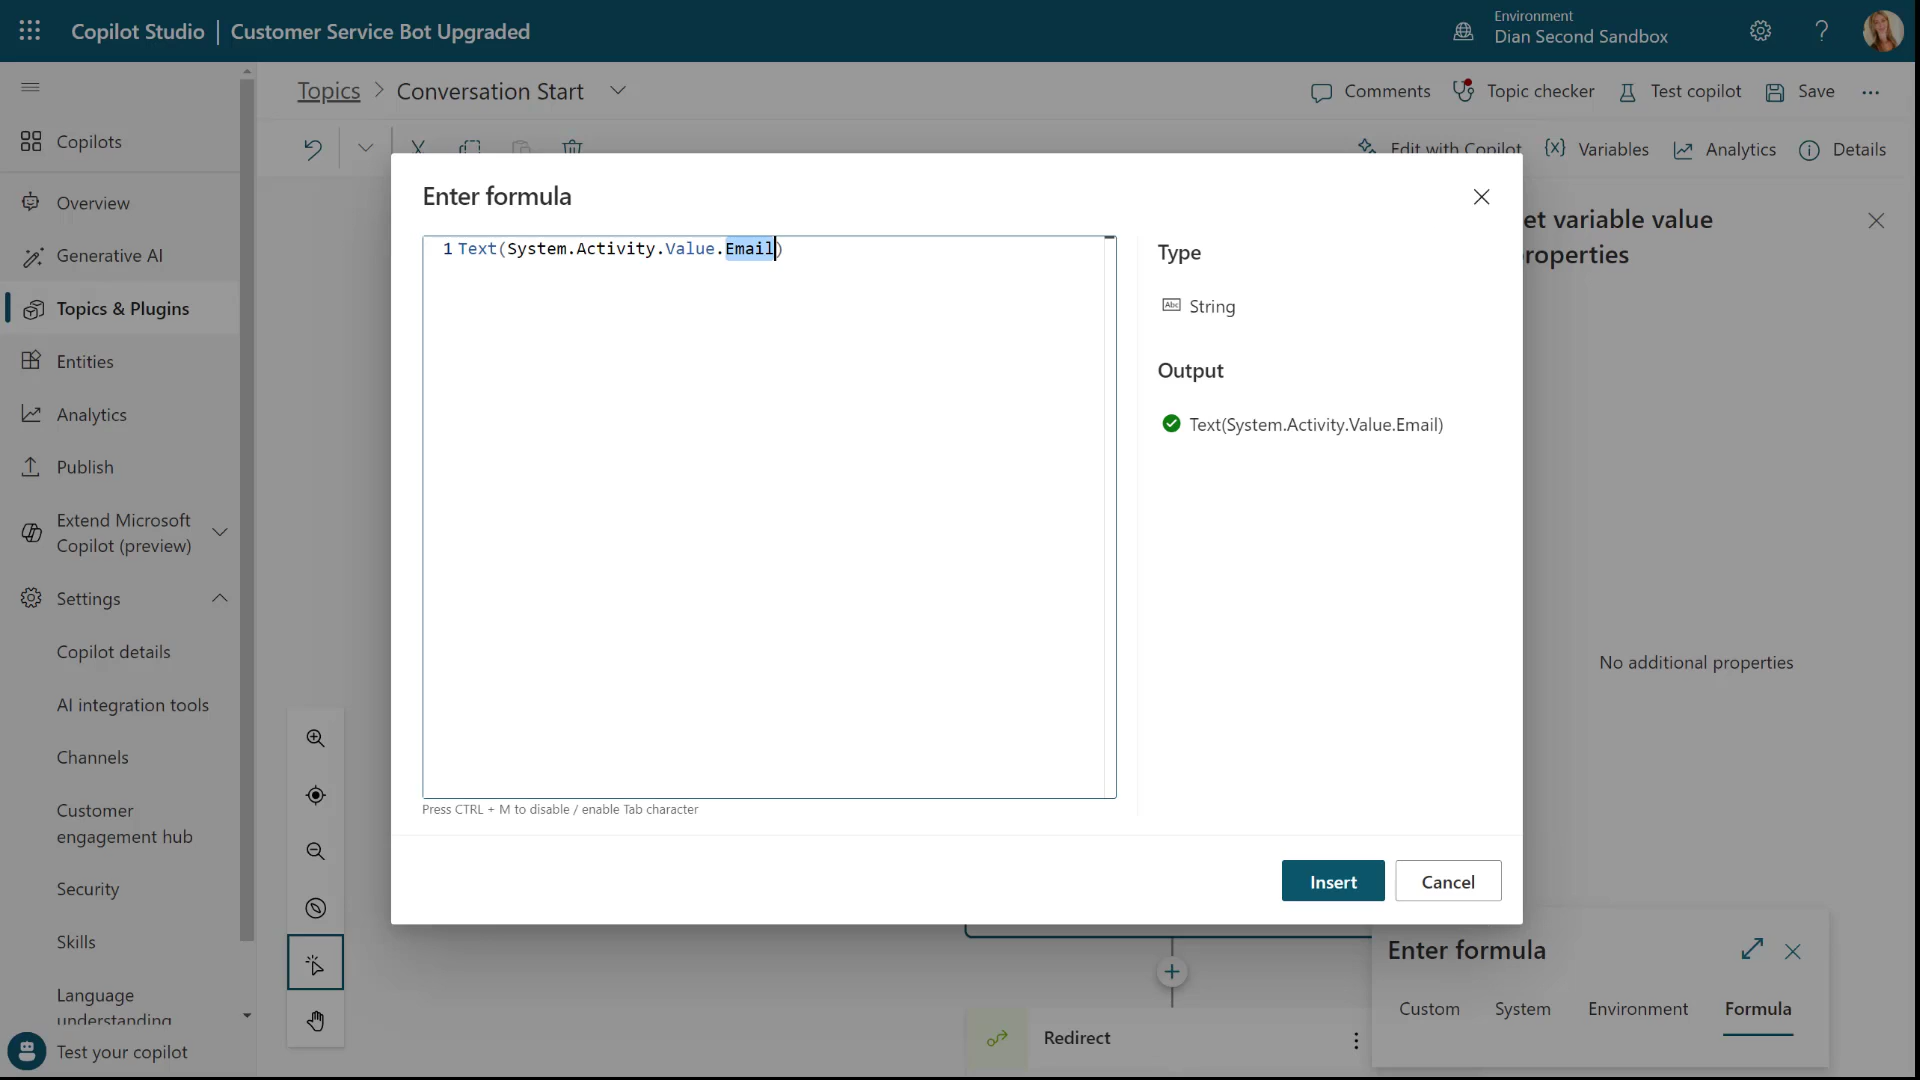 Copilot Studio | Customer Service Bot Upgraded
Environment
Dian Second Sandbox
Topics > Conversation Start
Comments
Topic checker
Test copilot
Save
Edit with Copilot
Variables
Analytics
Details
Copilots
Overview
Generative AI
Topics & Plugins
Entities
Analytics
Publish
Extend Microsoft
Copilot (preview)
Settings
Copilot details
AI integration tools
Channels
Customer
engagement hub
Security
Skills
Language
understanding
Test your copilot
Enter formula
1 Text(System.Activity.Value.Email)
Press CTRL + M to disable / enable Tab character
Type
Abc String
Output
Text(System.Activity.Value.Email)
Insert
Cancel
et variable value
roperties
No additional properties
Redirect
Enter formula
Custom
System
Environment
Formula